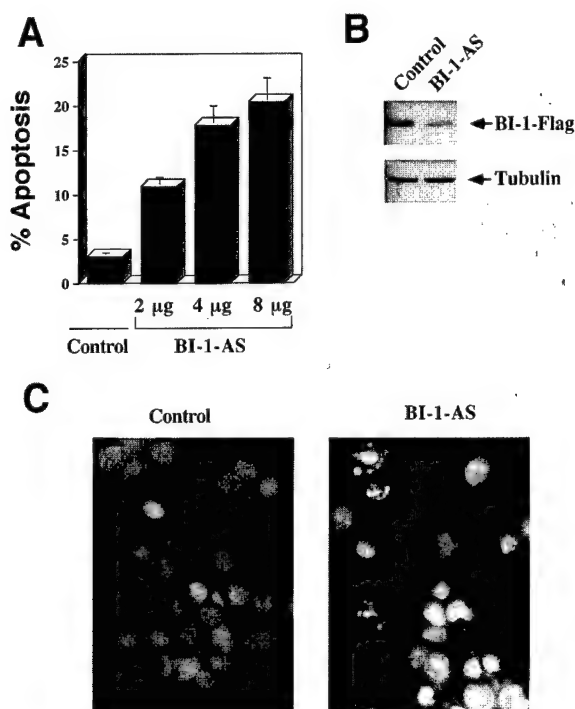 A
25
20
15
10
5
0
% Apoptosis
2 µg 4 µg 8 µg
Control BI-1-AS
B
Control BI-1-AS
BI-1-Flag
Tubulin
C
Control BI-1-AS